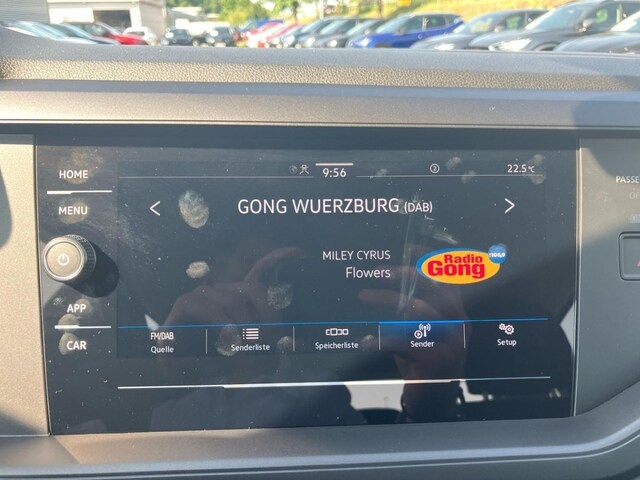 HOME
MENU
APP
CAR
9:56
2
22.5°C
GONG WUERZBURG (DAB)
MILEY CYRUS
Flowers
Radio
Gong
FM/DAB
Quelle
Senderliste
Speicherliste
Sender
Setup